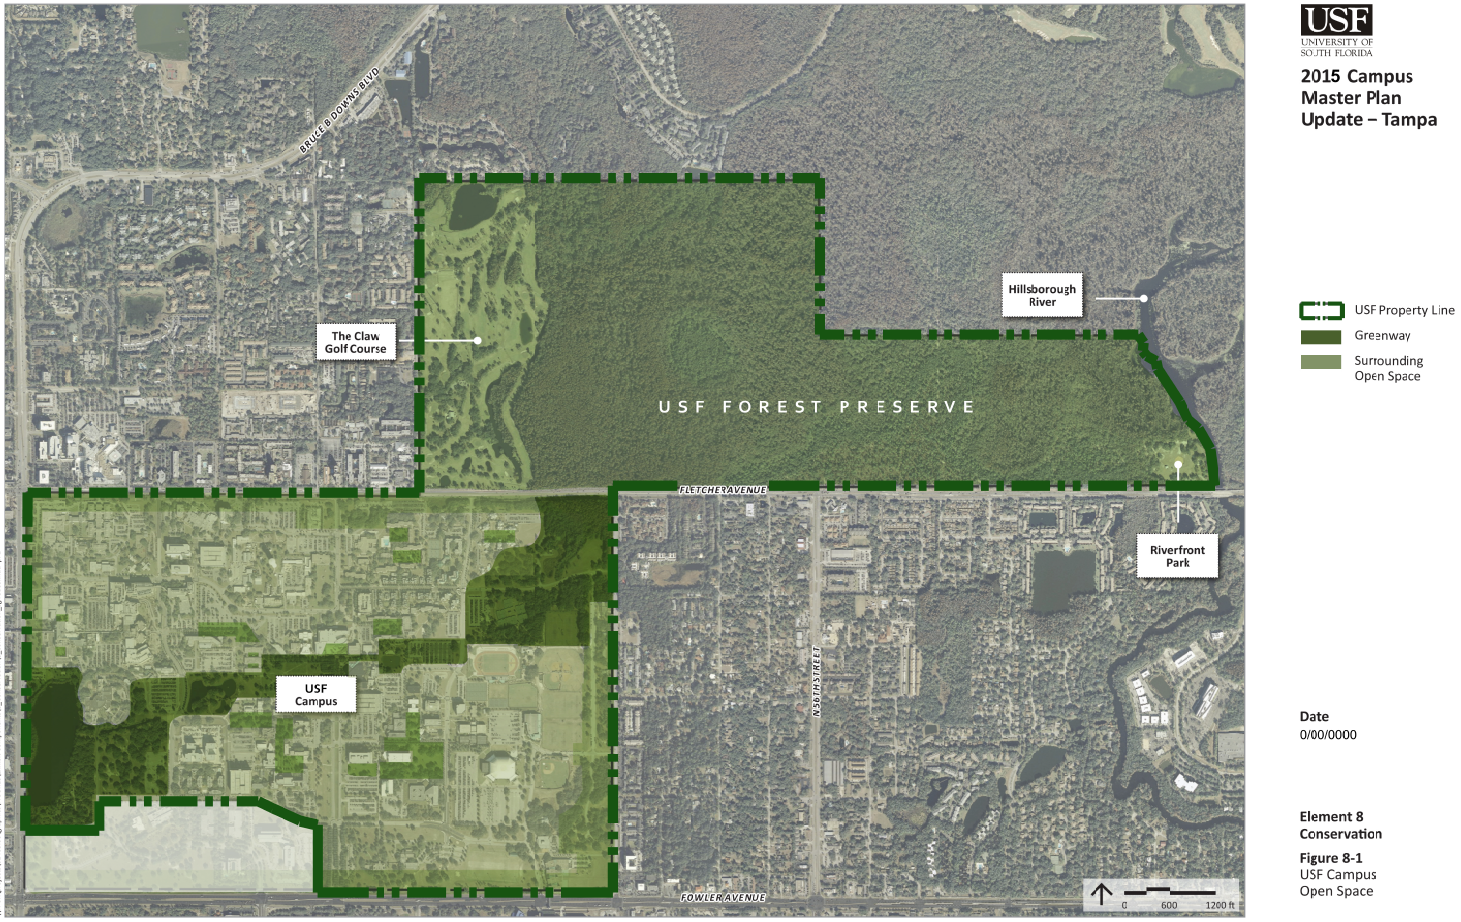 USF
UNIVERSITY OF
SOUTH FLORIDA
2015 Campus
Master Plan
Update – Tampa
BRUCE B DOWNS BLVD
Hillsborough
River
USF Property Line
Greenway
Surrounding
Open Space
The Claw
Golf Course
USF FOREST PRESERVE
FLETCHER AVENUE
Riverfront
Park
N 56TH STREET
USF
Campus
Date
0/00/0000
Element 8
Conservation
Figure 8-1
USF Campus
Open Space
FOWLER AVENUE
0 600 1200 ft